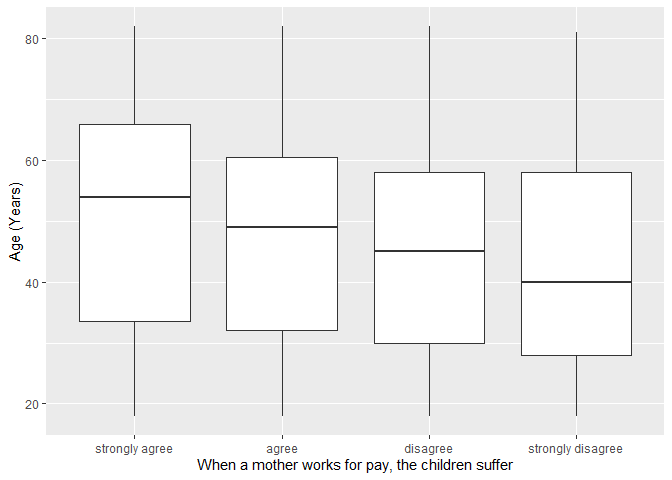 80
60
40
20
Age (Years)
strongly agree agree disagree strongly disagree
When a mother works for pay, the children suffer